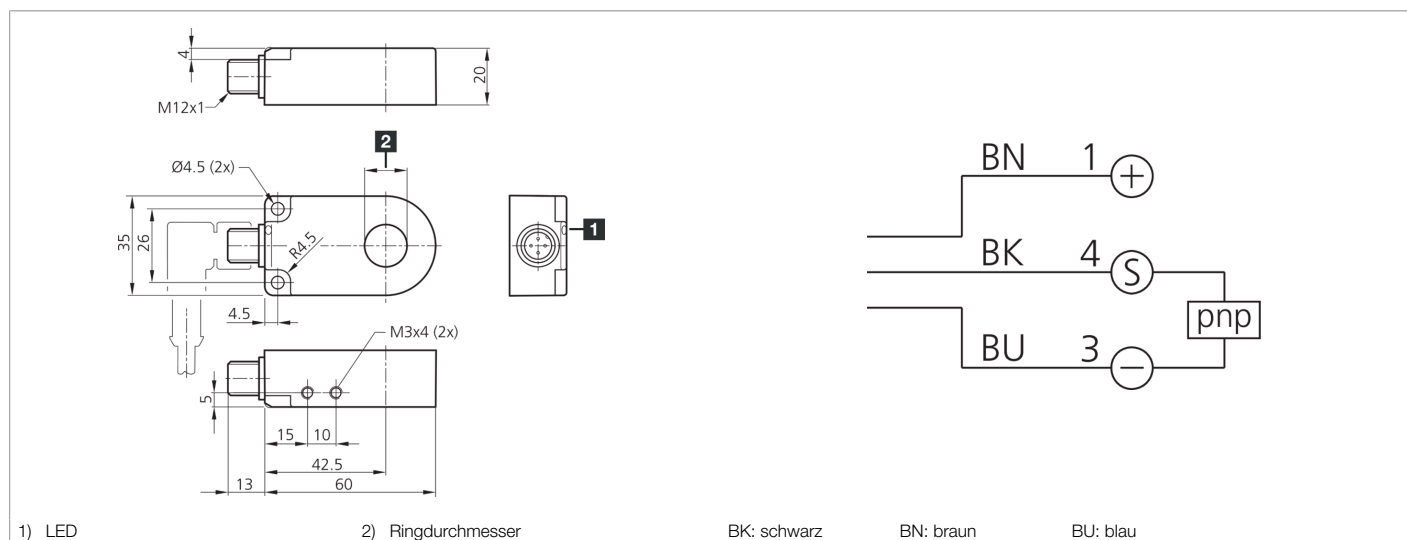 4
20
M12x1
2
Ø4.5 (2x)
35
26
R4.5
4.5
1
M3x4 (2x)
5
15
10
42.5
13
60
BN
1
+
BK
4
S
pnp
BU
3
−
1) LED
2) Ringdurchmesser
BK: schwarz
BN: braun
BU: blau